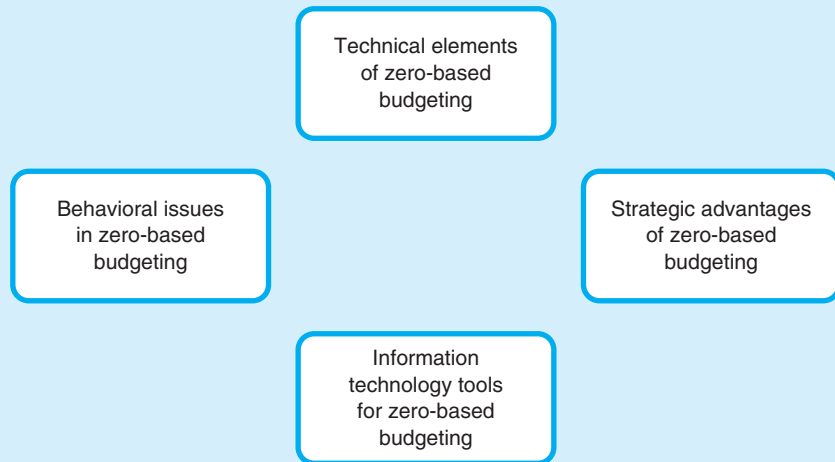 Technical elements
of zero-based
budgeting
Behavioral issues
in zero-based
budgeting
Strategic advantages
of zero-based
budgeting
Information
technology tools
for zero-based
budgeting